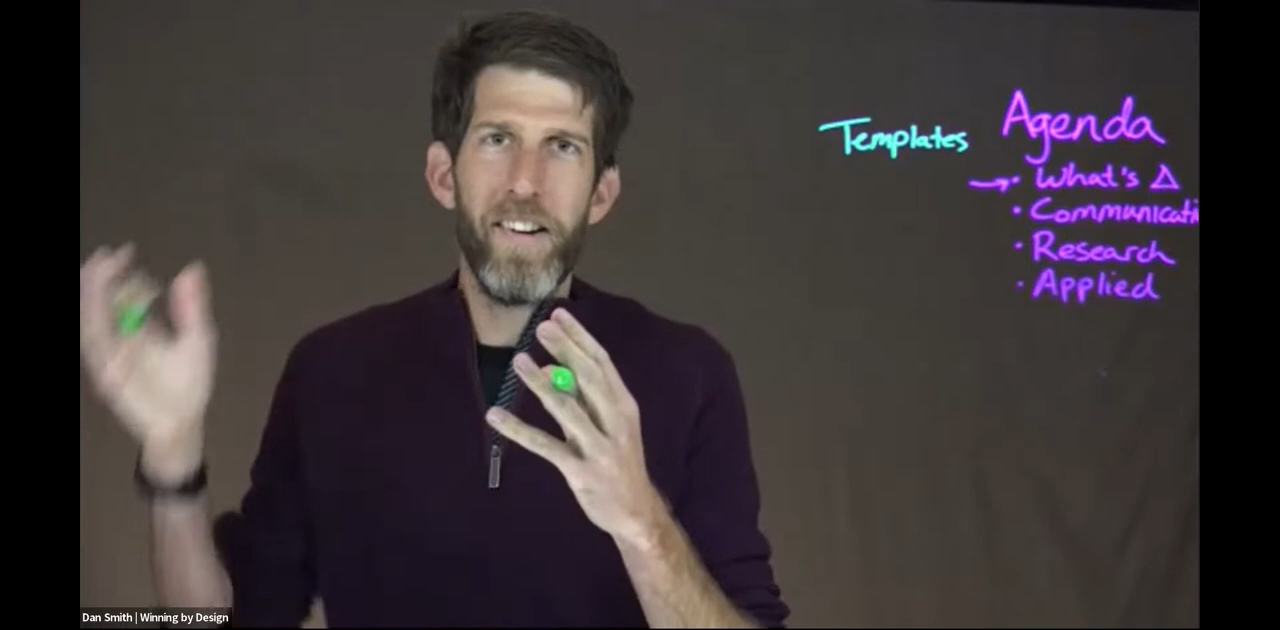 Templates
Agenda
→ • What's Δ
• Communicati
• Research
• Applied
Dan Smith | Winning by Design